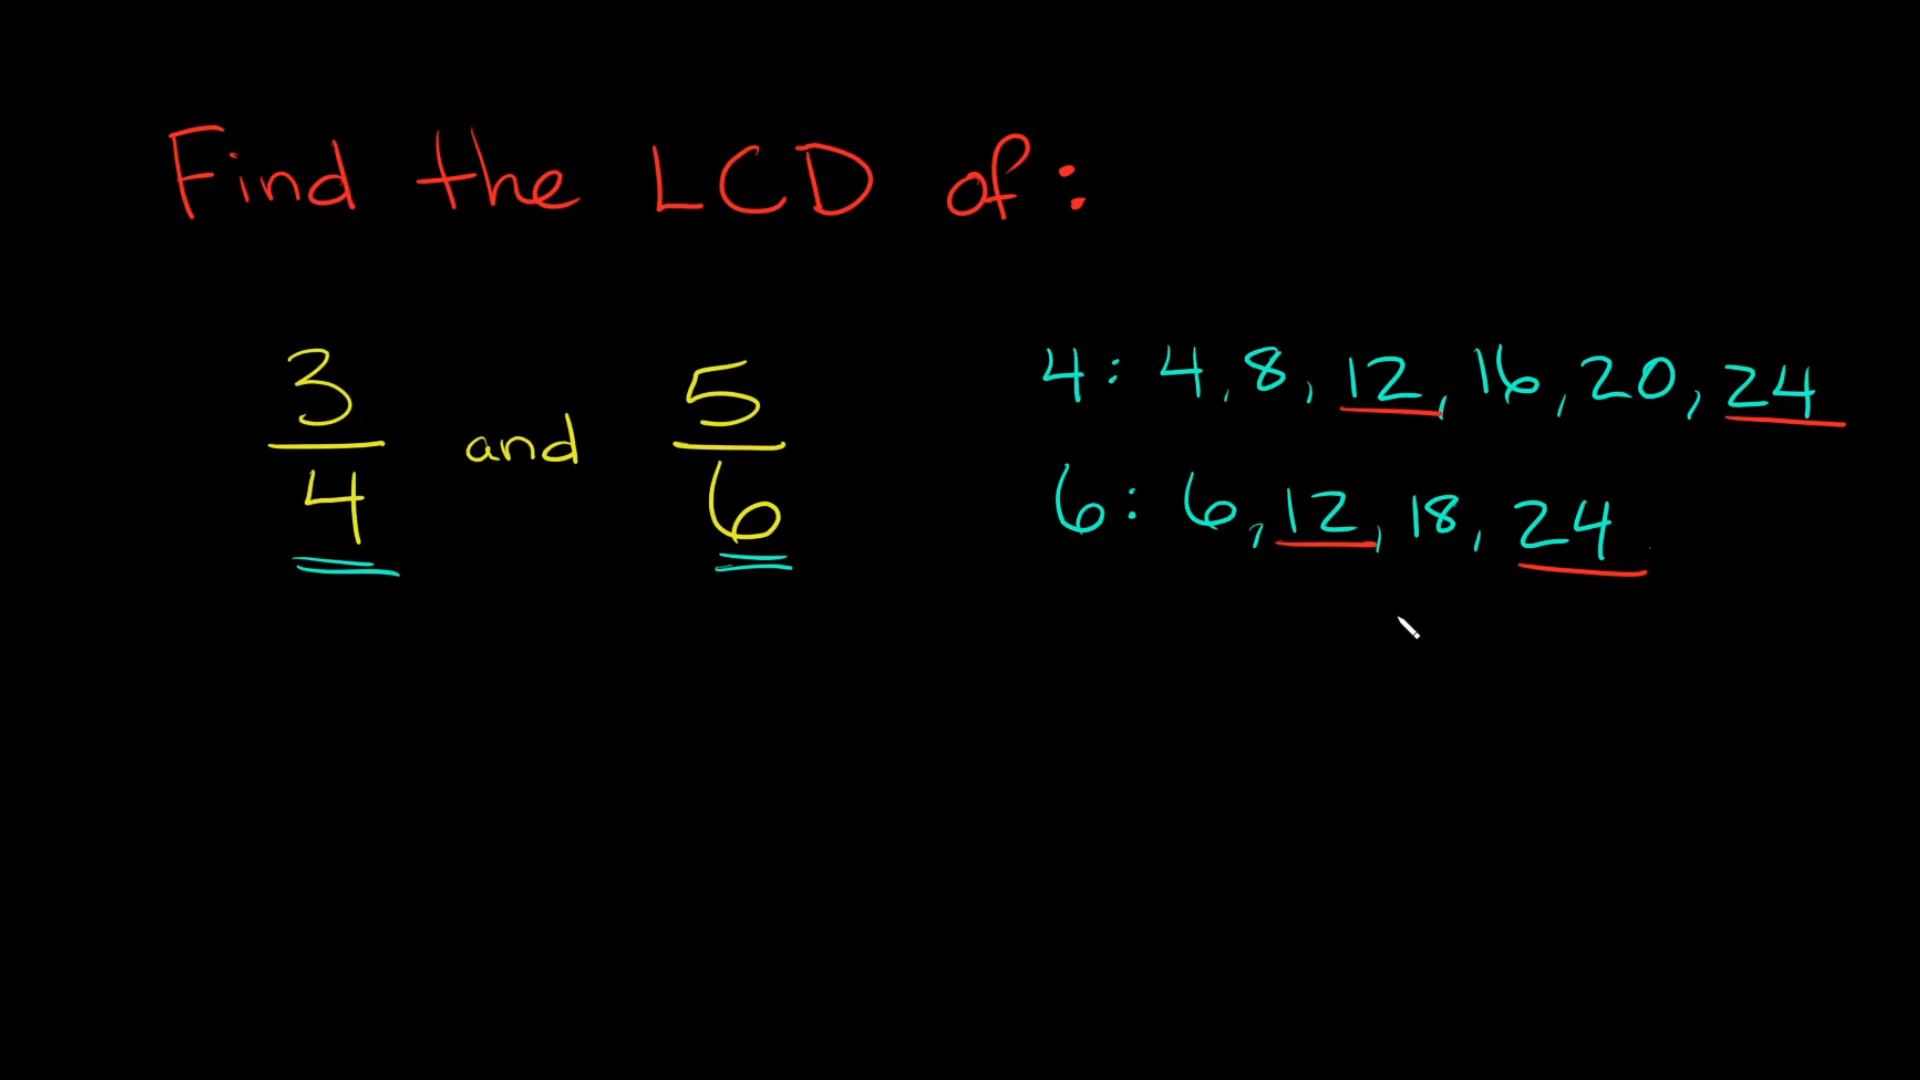 Find the LCD of:
3/4 and 5/6
4: 4, 8, 12, 16, 20, 24
6: 6, 12, 18, 24